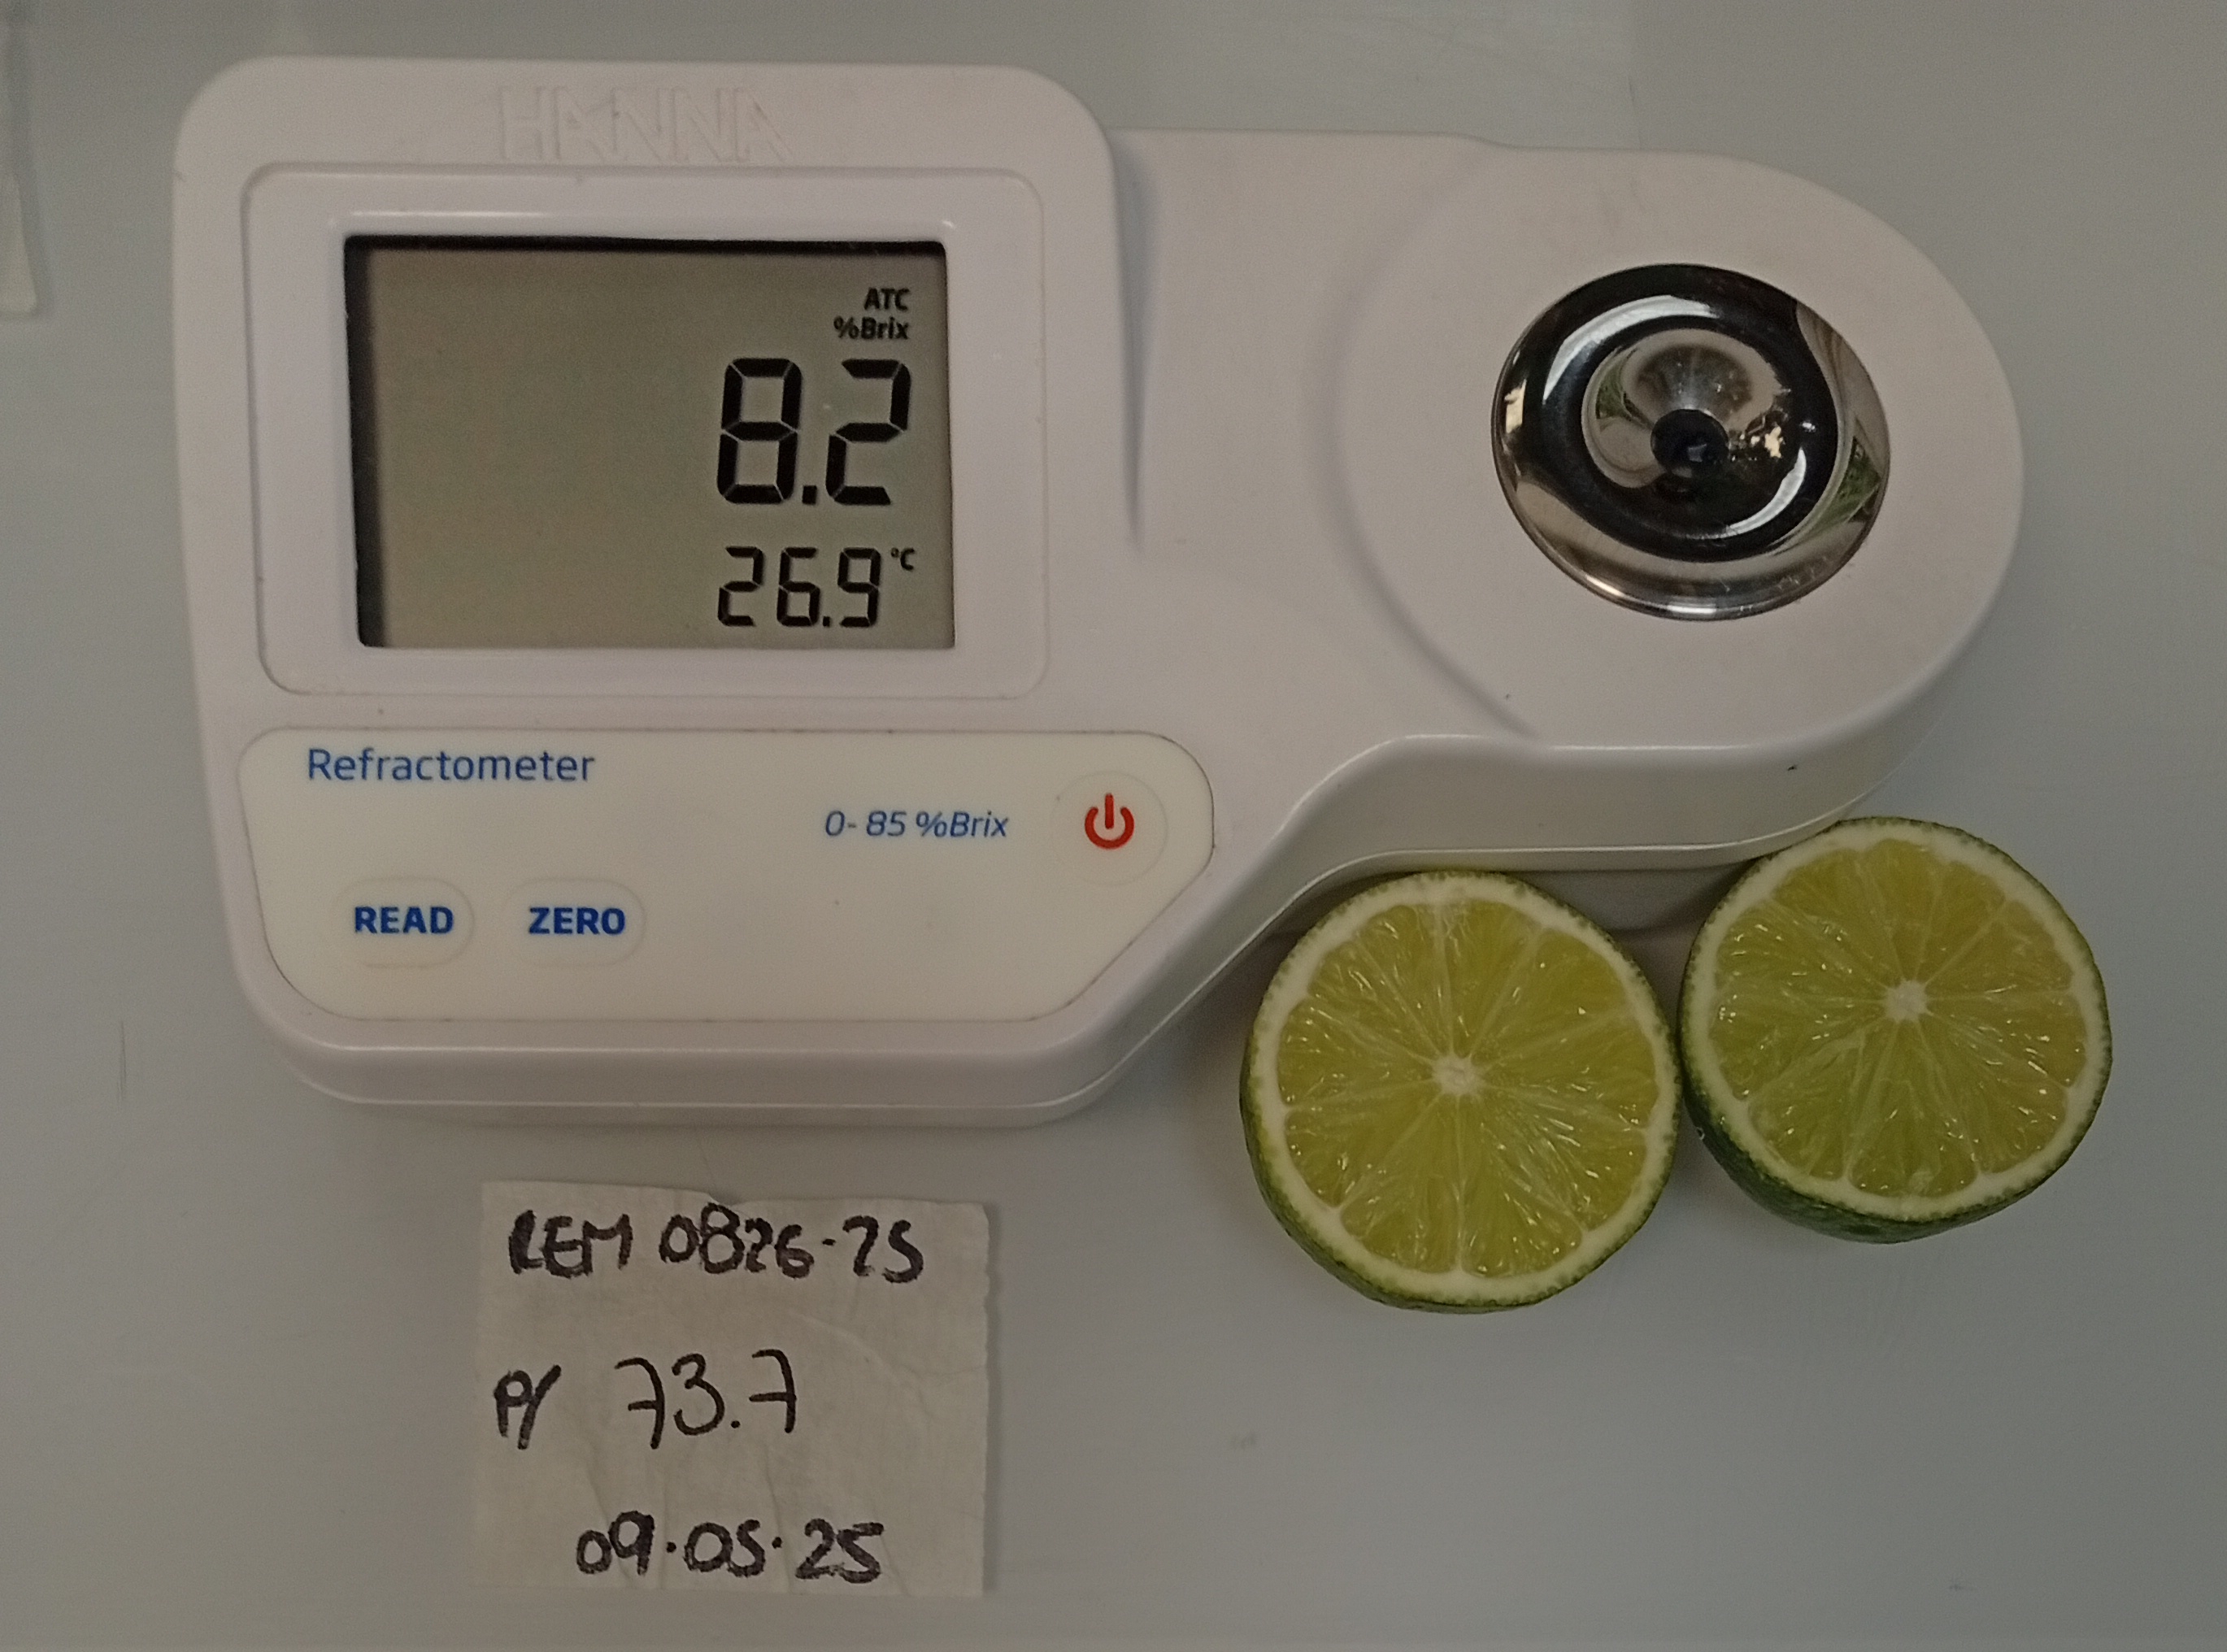 HANNA
ATC
%Brix
8.2
26.9°C
Refractometer
0-85 %Brix
READ
ZERO
REM 0826-25
P/ 73.7
09.05.25